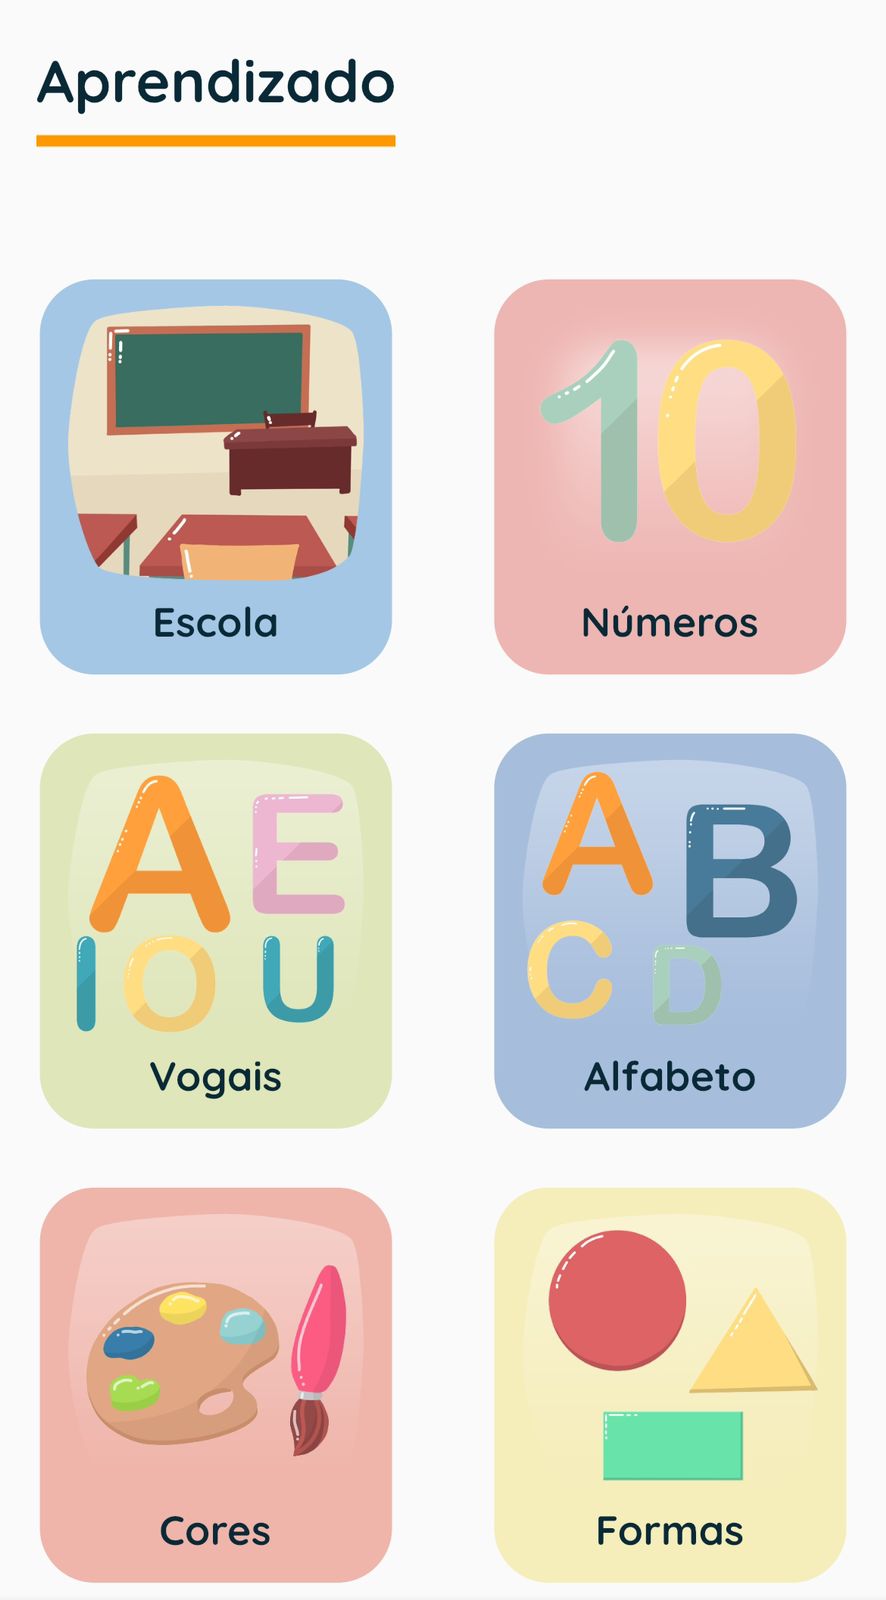 Aprendizado
Escola
10
Números
A E
I O U
Vogais
A B
C D
Alfabeto
Cores
Formas